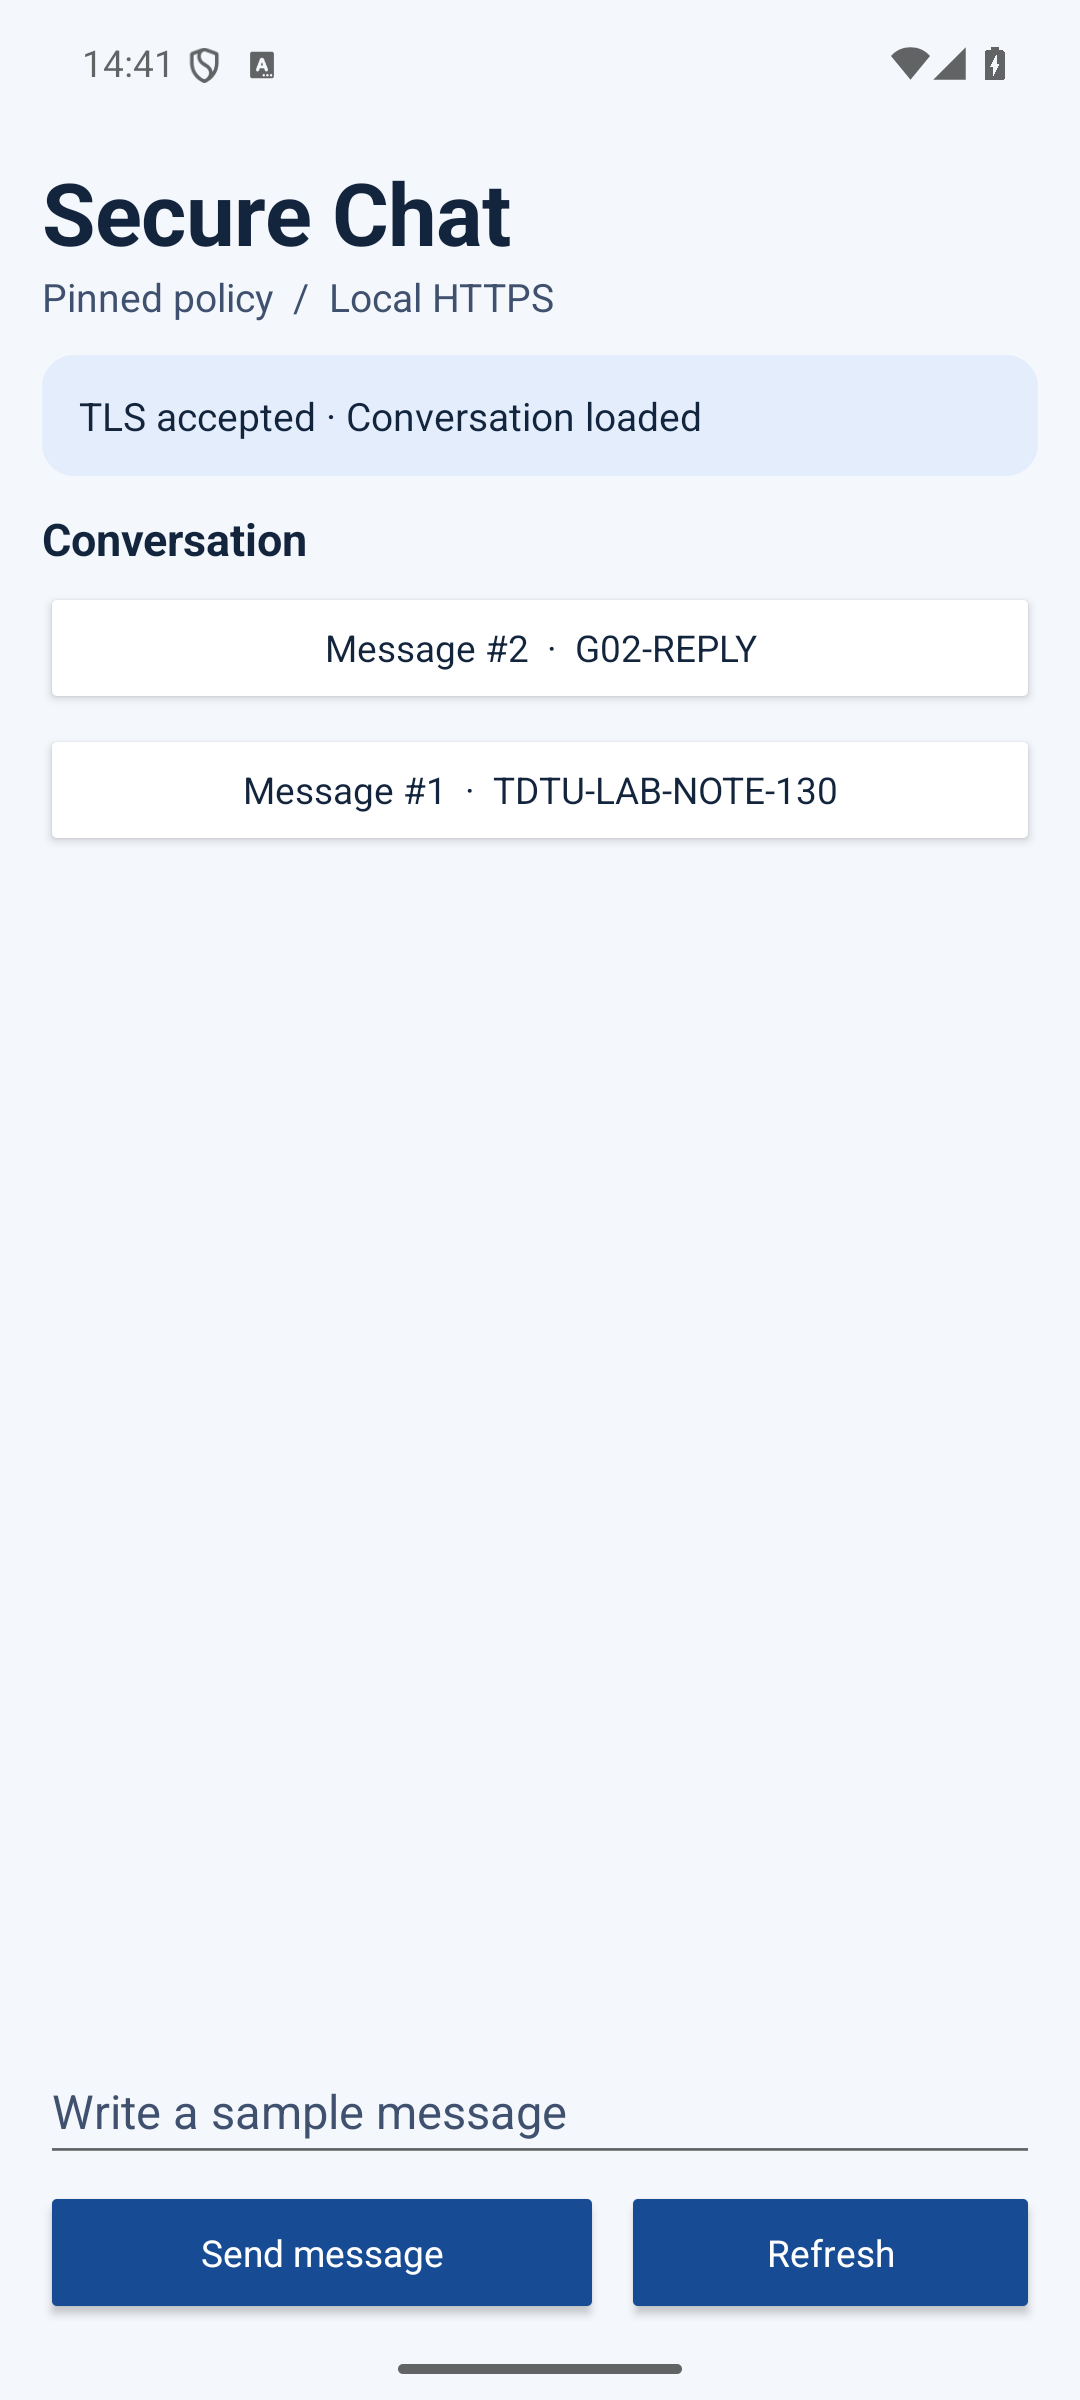 14:41
Secure Chat
Pinned policy / Local HTTPS
TLS accepted · Conversation loaded
Conversation
Message #2 · G02-REPLY
Message #1 · TDTU-LAB-NOTE-130
Write a sample message
Send message
Refresh